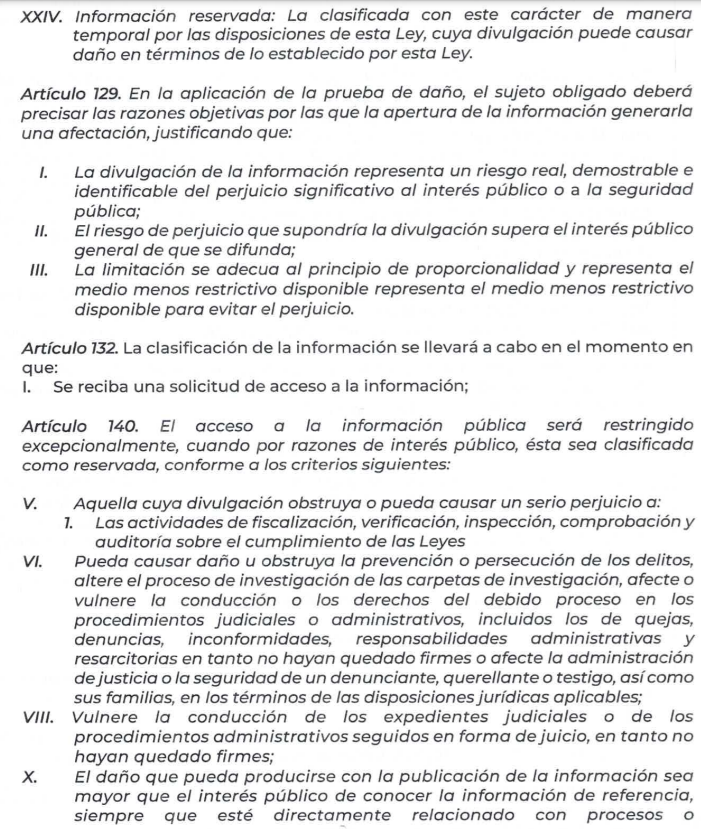 XXIV. Información reservada: La clasificada con este carácter de manera
temporal por las disposiciones de esta Ley, cuya divulgación puede causar
daño en términos de lo establecido por esta Ley.
Artículo 129. En la aplicación de la prueba de daño, el sujeto obligado deberá
precisar las razones objetivas por las que la apertura de la información generarla
una afectación, justificando que:
I. La divulgación de la información representa un riesgo real, demostrable e
identificable del perjuicio significativo al interés público o a la seguridad
pública;
II. El riesgo de perjuicio que supondría la divulgación supera el interés público
general de que se difunda;
III. La limitación se adecua al principio de proporcionalidad y representa el
medio menos restrictivo disponible representa el medio menos restrictivo
disponible para evitar el perjuicio.
Artículo 132. La clasificación de la información se llevará a cabo en el momento en
que:
I. Se reciba una solicitud de acceso a la información;
Artículo 140. El acceso a la información pública será restringido
excepcionalmente, cuando por razones de interés público, ésta sea clasificada
como reservada, conforme a los criterios siguientes:
V. Aquella cuya divulgación obstruya o pueda causar un serio perjuicio a:
1. Las actividades de fiscalización, verificación, inspección, comprobación y
auditoría sobre el cumplimiento de las Leyes
VI. Pueda causar daño u obstruya la prevención o persecución de los delitos,
altere el proceso de investigación de las carpetas de investigación, afecte o
vulnere la conducción o los derechos del debido proceso en los
procedimientos judiciales o administrativos, incluidos los de quejas,
denuncias, inconformidades, responsabilidades administrativas y
resarcitorias en tanto no hayan quedado firmes o afecte la administración
de justicia o la seguridad de un denunciante, querellante o testigo, así como
sus familias, en los términos de las disposiciones jurídicas aplicables;
VIII. Vulnere la conducción de los expedientes judiciales o de los
procedimientos administrativos seguidos en forma de juicio, en tanto no
hayan quedado firmes;
X. El daño que pueda producirse con la publicación de la información sea
mayor que el interés público de conocer la información de referencia,
siempre que esté directamente relacionado con procesos o